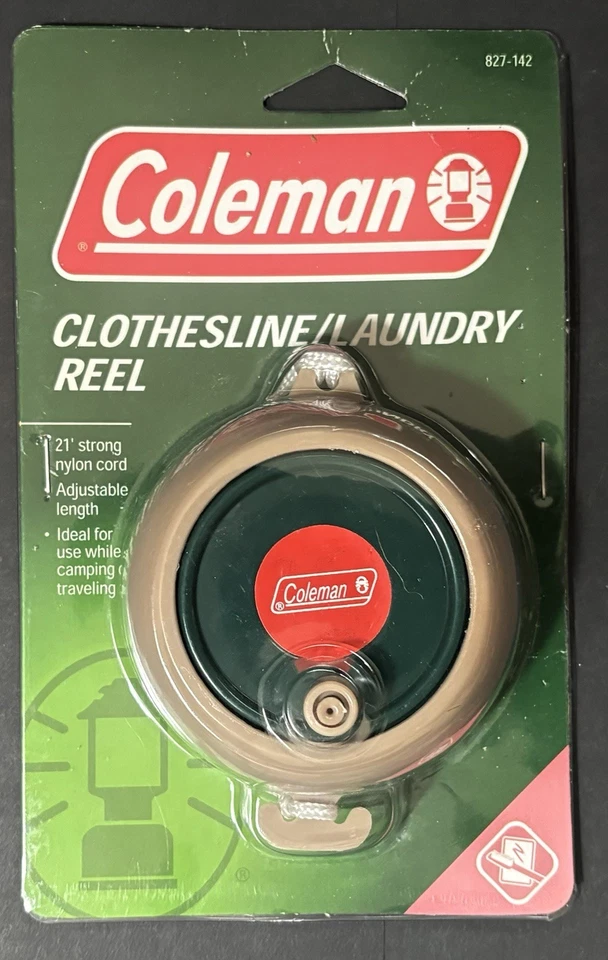 827-142
Coleman
®
CLOTHESLINE/LAUNDRY
REEL
21' strong
nylon cord
Adjustable
length
• Ideal for
use while
camping
traveling
Coleman
®
®